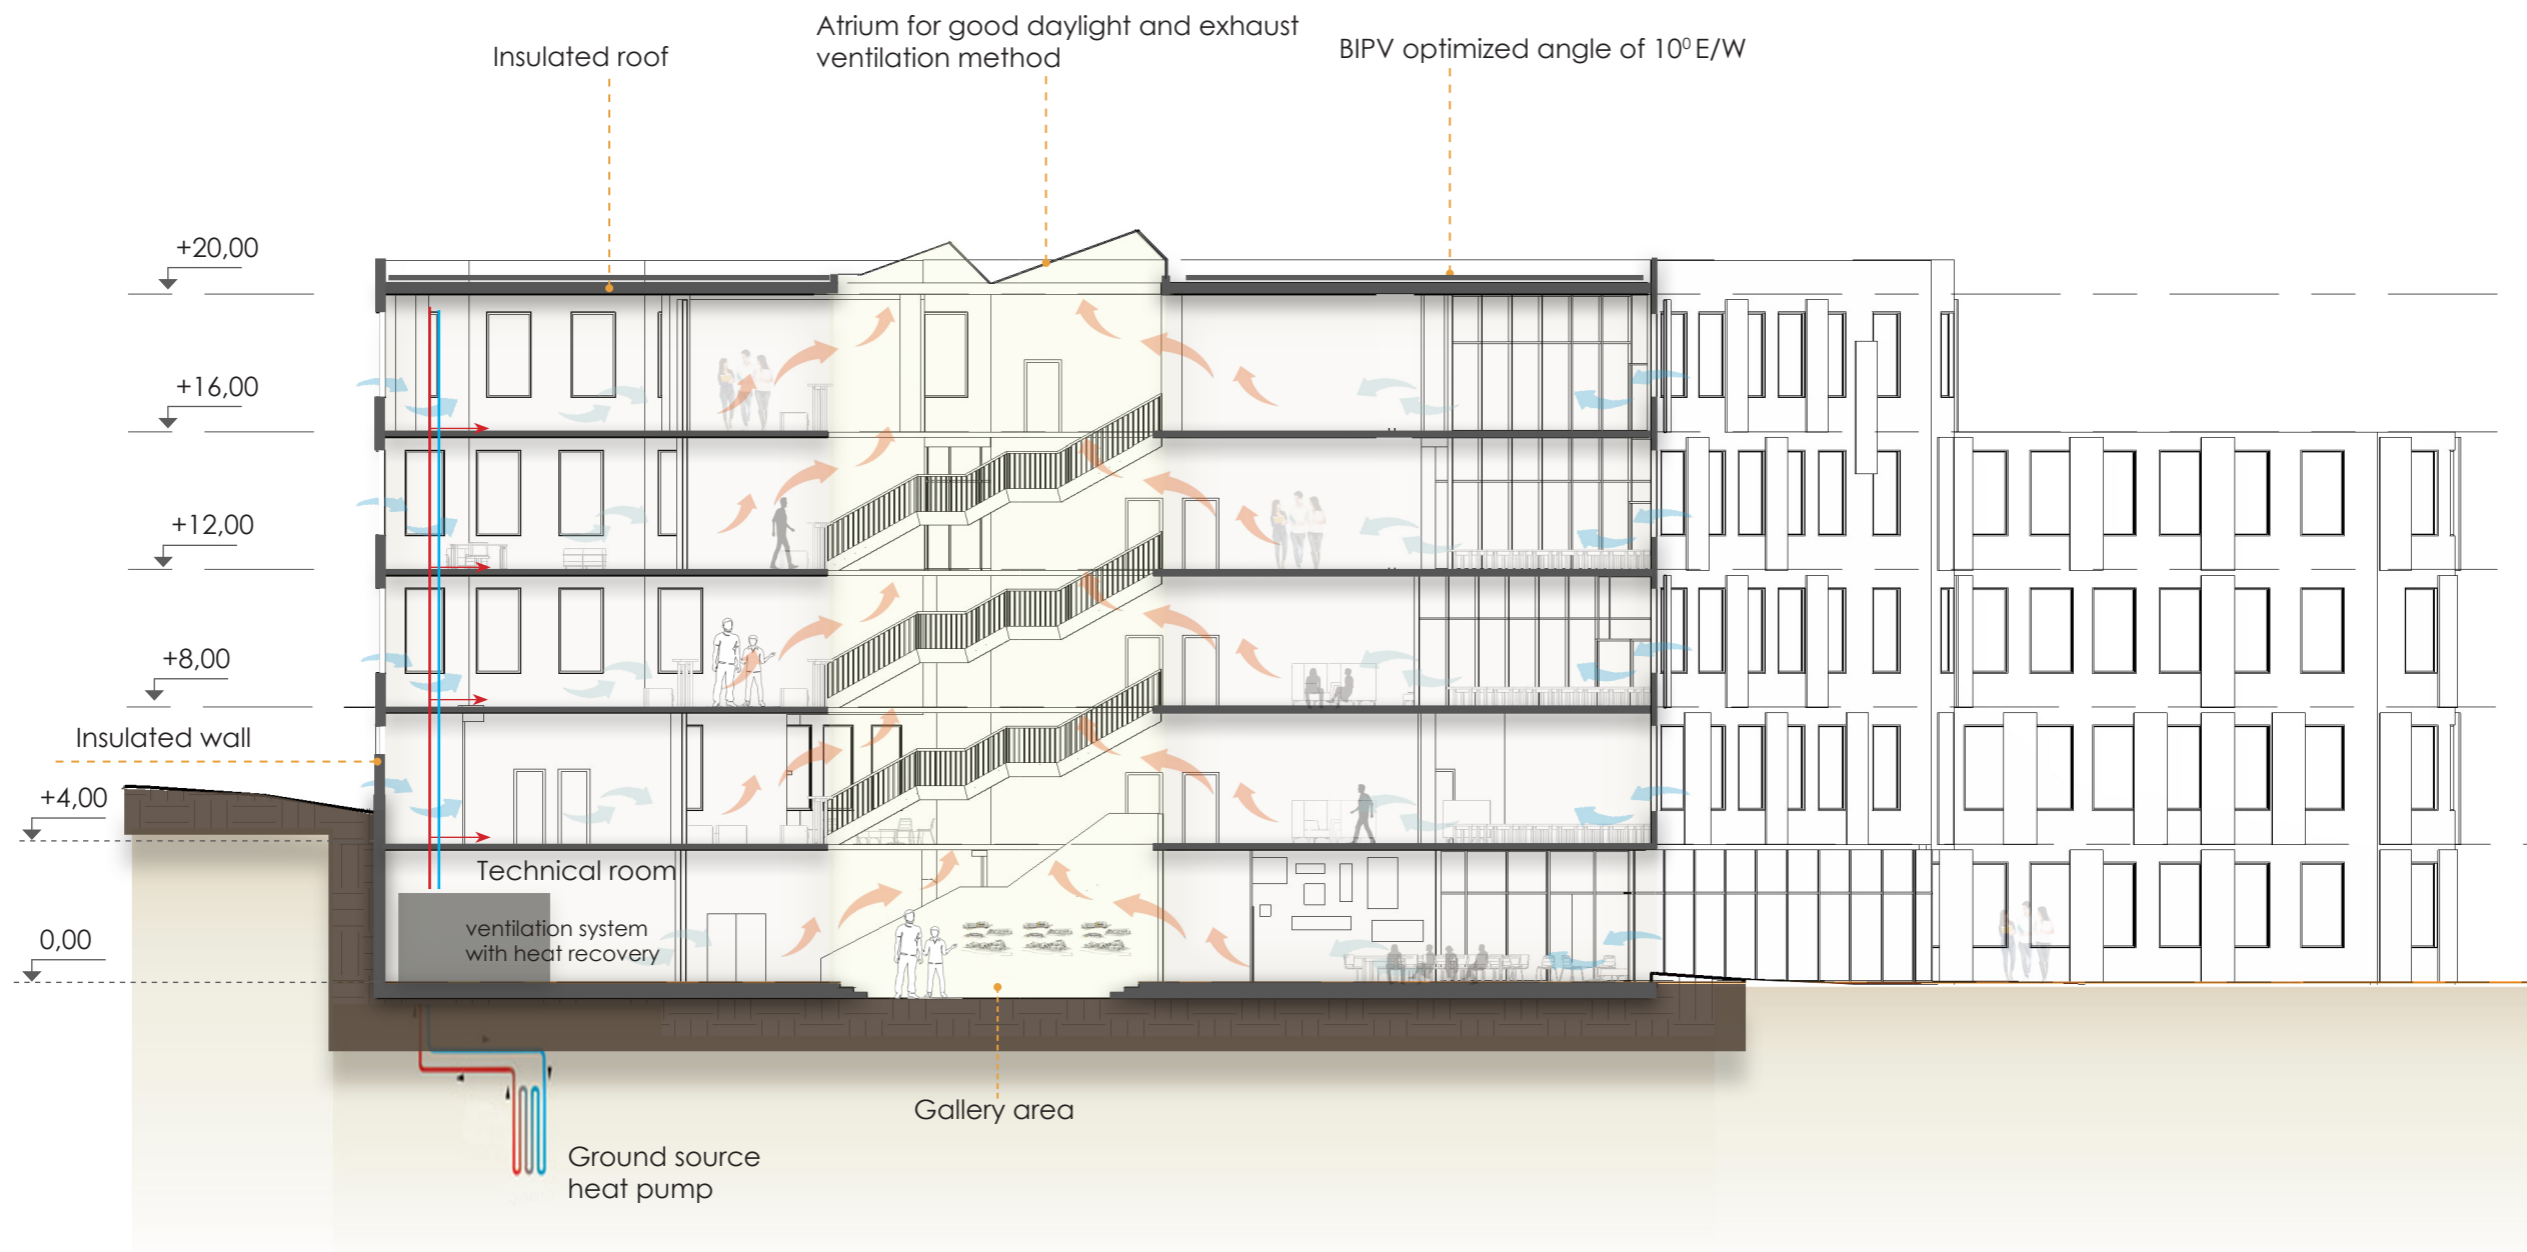 Atrium for good daylight and exhaust
ventilation method
Insulated roof
BIPV optimized angle of 10⁰ E/W
+20,00
+16,00
+12,00
+8,00
Insulated wall
+4,00
Technical room
ventilation system
with heat recovery
0,00
Gallery area
Ground source
heat pump